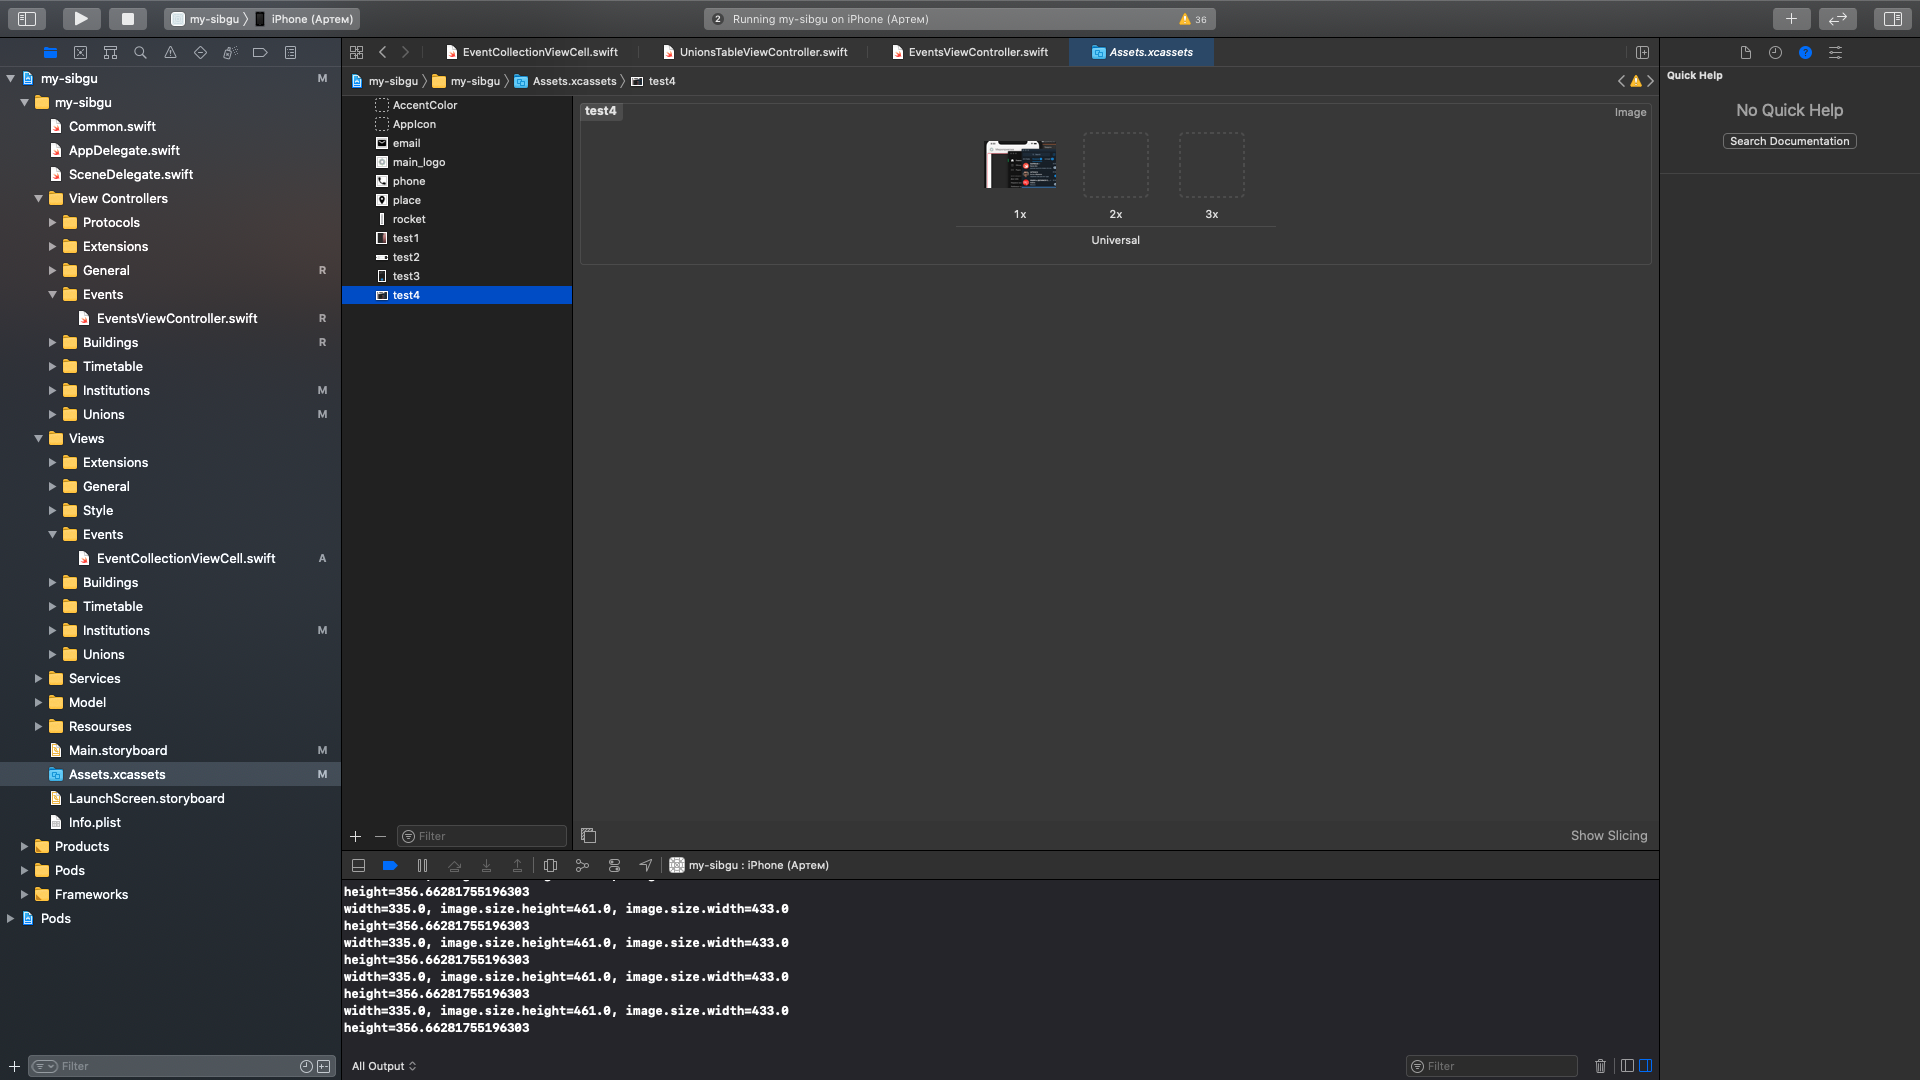 my-sibgu
iPhone (Артем)
2 Running my-sibgu on iPhone (Артем)
36
EventCollectionViewCell.swift
UnionsTableViewController.swift
EventsViewController.swift
Assets.xcassets
my-sibgu M
my-sibgu
Common.swift
AppDelegate.swift
SceneDelegate.swift
View Controllers
Protocols
Extensions
General R
Events
EventsViewController.swift R
Buildings R
Timetable
Institutions M
Unions M
Views
Extensions
General
Style
Events
EventCollectionViewCell.swift A
Buildings
Timetable
Institutions M
Unions
Services
Model
Resourses
Main.storyboard M
Assets.xcassets M
LaunchScreen.storyboard
Info.plist
Products
Pods
Frameworks
Pods
Filter
my-sibgu
my-sibgu
Assets.xcassets
test4
AccentColor
AppIcon
email
main_logo
phone
place
rocket
test1
test2
test3
test4
Filter
test4
Image
1x
2x
3x
Universal
Show Slicing
my-sibgu : iPhone (Артем)
height=356.66281755196303
width=335.0, image.size.height=461.0, image.size.width=433.0
height=356.66281755196303
width=335.0, image.size.height=461.0, image.size.width=433.0
height=356.66281755196303
width=335.0, image.size.height=461.0, image.size.width=433.0
height=356.66281755196303
width=335.0, image.size.height=461.0, image.size.width=433.0
height=356.66281755196303
All Output
Filter
Quick Help
No Quick Help
Search Documentation